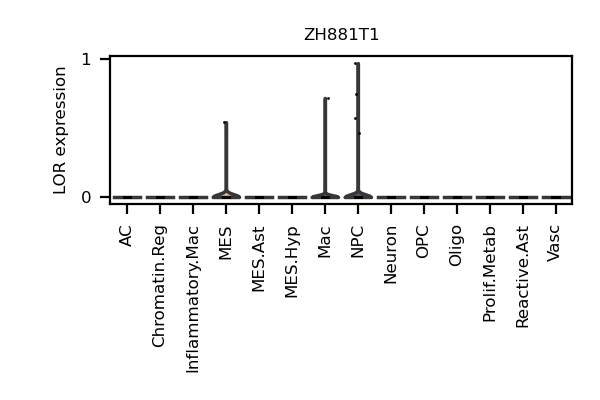 ZH881T1
LOR expression
1
0
AC
Chromatin.Reg
Inflammatory.Mac
MES
MES.Ast
MES.Hyp
Mac
NPC
Neuron
OPC
Oligo
Prolif.Metab
Reactive.Ast
Vasc